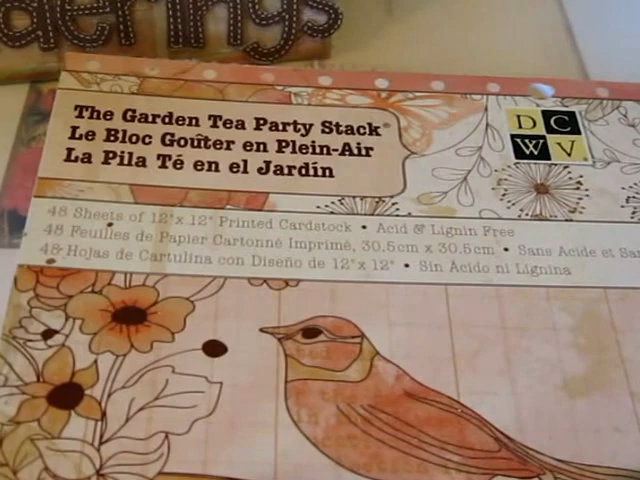 derings
The Garden Tea Party Stack®
Le Bloc Goûter en Plein-Air
La Pila Té en el Jardín
D C
W V
48 Sheets of 12"x 12" Printed Cardstock • Acid & Lignin Free
48 Feuilles de Papier Cartonné Imprimé, 30.5cm x 30.5cm • Sans Acide et Sa
48 Hojas de Cartulina con Diseño de 12"x 12" • Sin Ácido ni Lignina